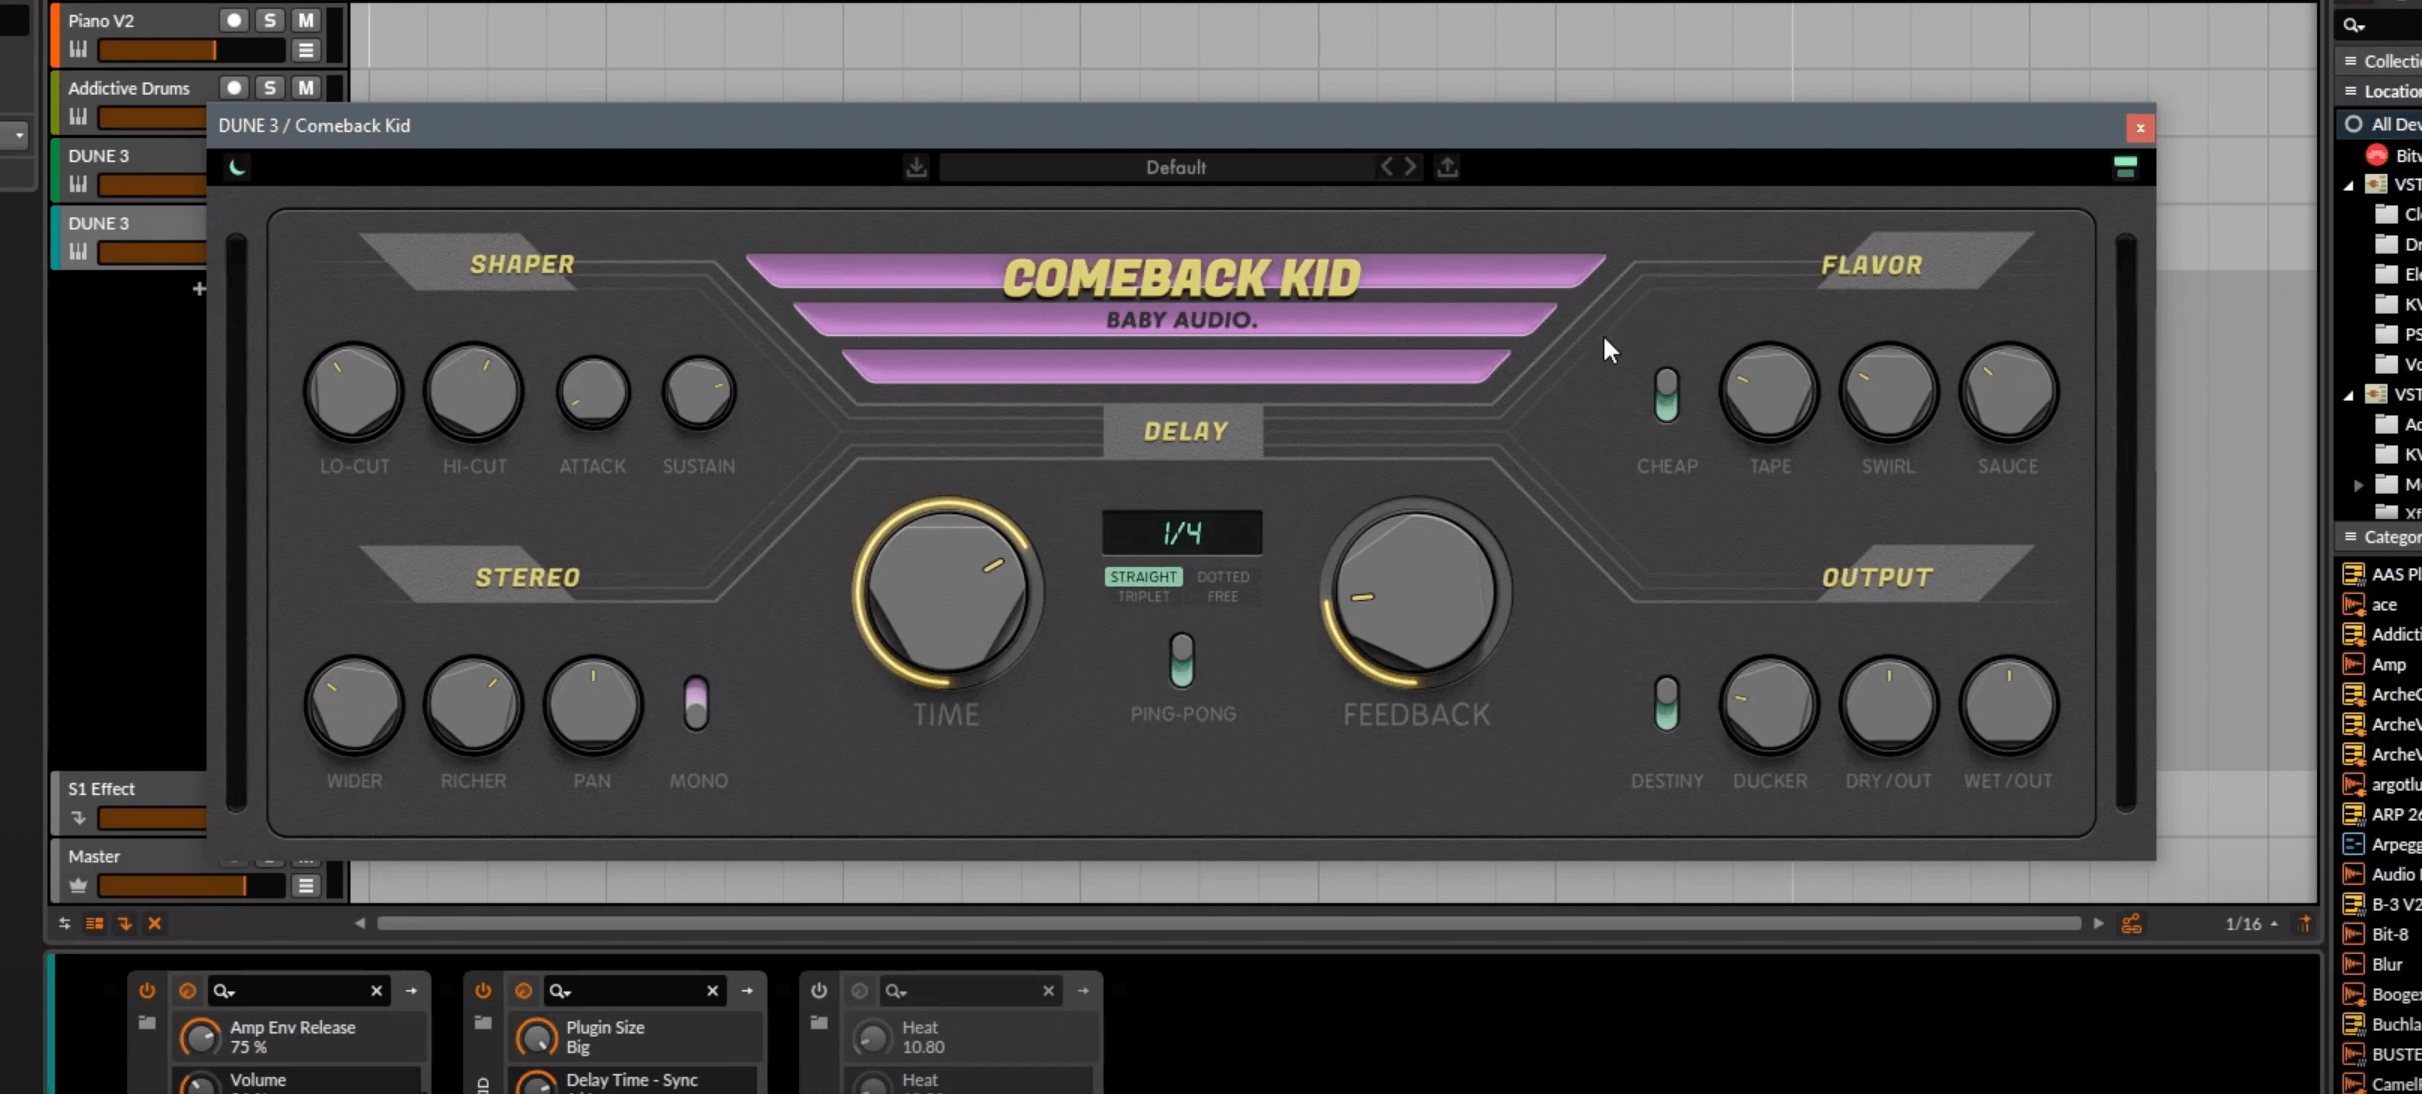 Piano V2
S M
Addictive Drums
S M
DUNE 3
DUNE 3
S1 Effect
Master
DUNE 3 / Comeback Kid
x
Default
SHAPER
COMEBACK KID
BABY AUDIO.
FLAVOR
LO-CUT HI-CUT ATTACK SUSTAIN
DELAY
CHEAP TAPE SWIRL SAUCE
1/4
STRAIGHT DOTTED
TRIPLET FREE
STEREO
OUTPUT
TIME PING-PONG FEEDBACK
WIDER RICHER PAN MONO
DESTINY DUCKER DRY/OUT WET/OUT
1/16
Amp Env Release
75 %
Volume
Plugin Size
Big
Delay Time - Sync
Heat
10.80
Heat
Collecti
Location
All Dev
Bitv
VST
Cl
Dr
Ele
KV
PS
Vo
VST
Ad
KV
Me
Xf
Categor
AAS Pl
ace
Addicti
Amp
ArcheC
ArcheV
ArcheV
argotlu
ARP 26
Arpegg
Audio
B-3 V2
Bit-8
Blur
Boogex
Buchla
BUSTE
CamelP